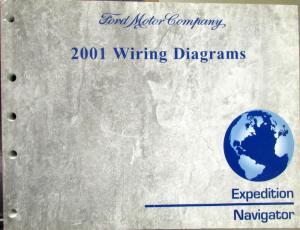 Ford Motor Company
2001 Wiring Diagrams
Expedition
Navigator